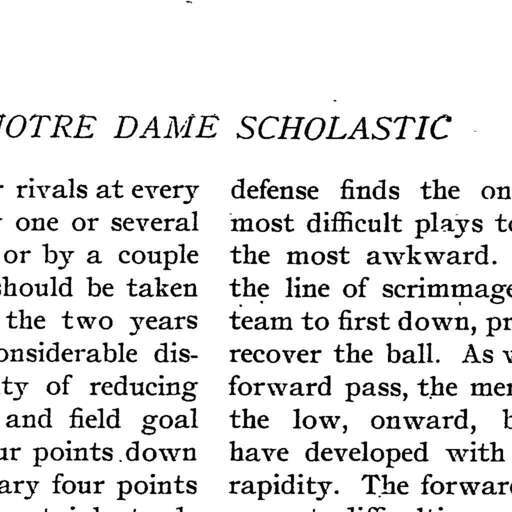 NOTRE DAME SCHOLASTIC
rivals at every
one or several
or by a couple
should be taken
the two years
considerable dis-
ty of reducing
and field goal
ur points down
ary four points
defense finds the on
most difficult plays to
the most awkward.
the line of scrimmage
team to first down, pr
recover the ball. As w
forward pass, the mer
the low, onward, b
have developed with
rapidity. The forward